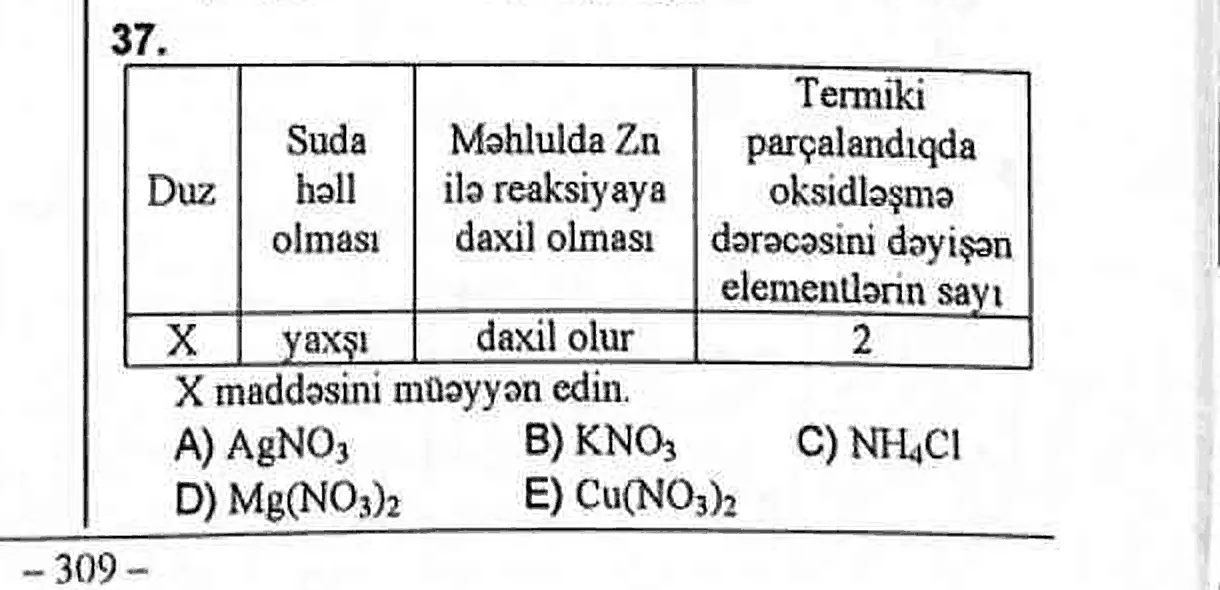 37.
Duz
Suda
həll
olması
Məhlulda Zn
ilə reaksiyaya
daxil olması
Termiki
parçalandıqda
oksidləşmə
dərəcəsini dəyişən
elementlərin sayı
X yaxşı daxil olur 2
X maddəsini müəyyən edin.
A) AgNO₃ B) KNO₃ C) NH₄Cl
D) Mg(NO₃)₂ E) Cu(NO₃)₂
– 309 –